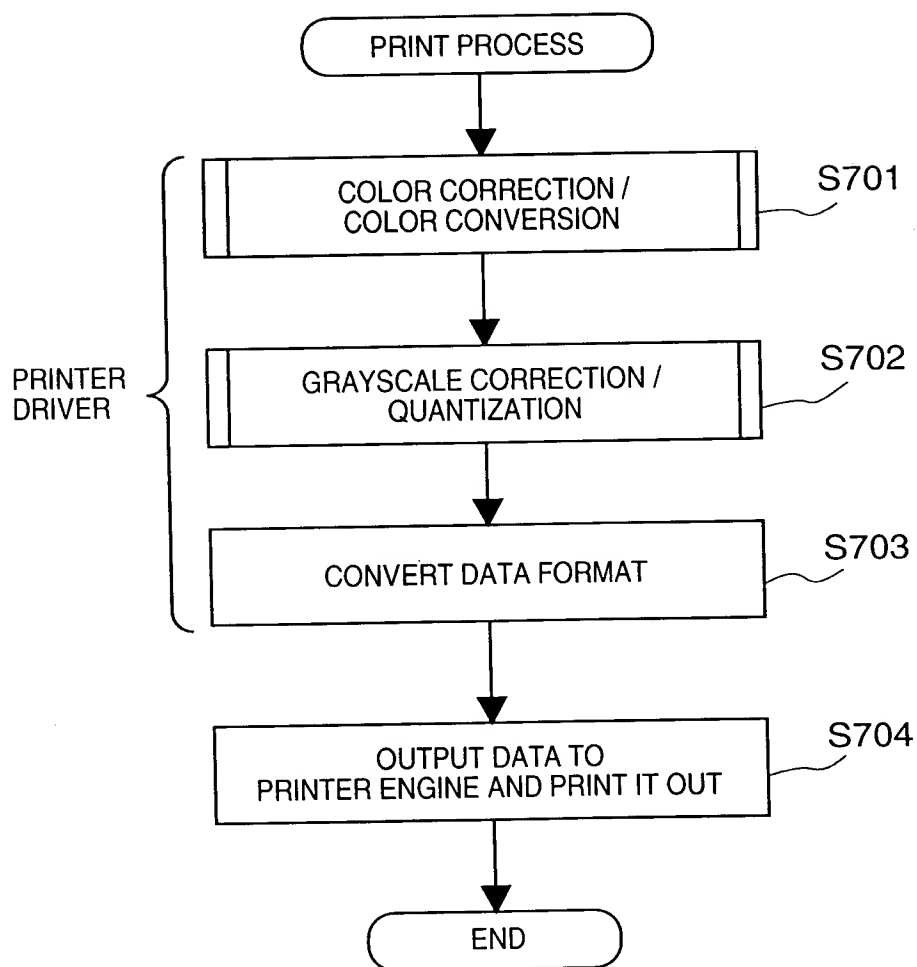 PRINT PROCESS
COLOR CORRECTION /
COLOR CONVERSION
S701
GRAYSCALE CORRECTION /
QUANTIZATION
S702
PRINTER
DRIVER
CONVERT DATA FORMAT
S703
OUTPUT DATA TO
PRINTER ENGINE AND PRINT IT OUT
S704
END